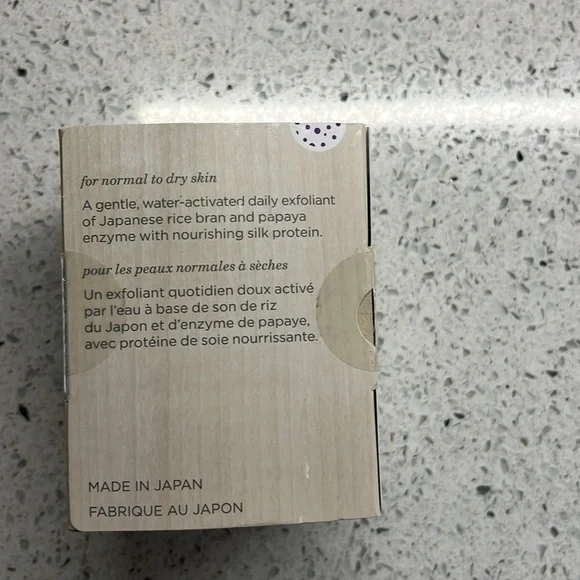 for normal to dry skin
A gentle, water-activated daily exfoliant
of Japanese rice bran and papaya
enzyme with nourishing silk protein.
pour les peaux normales à sèches
Un exfoliant quotidien doux activé
par l'eau à base de son de riz
du Japon et d'enzyme de papaye,
avec protéine de soie nourrissante.
MADE IN JAPAN
FABRIQUE AU JAPON